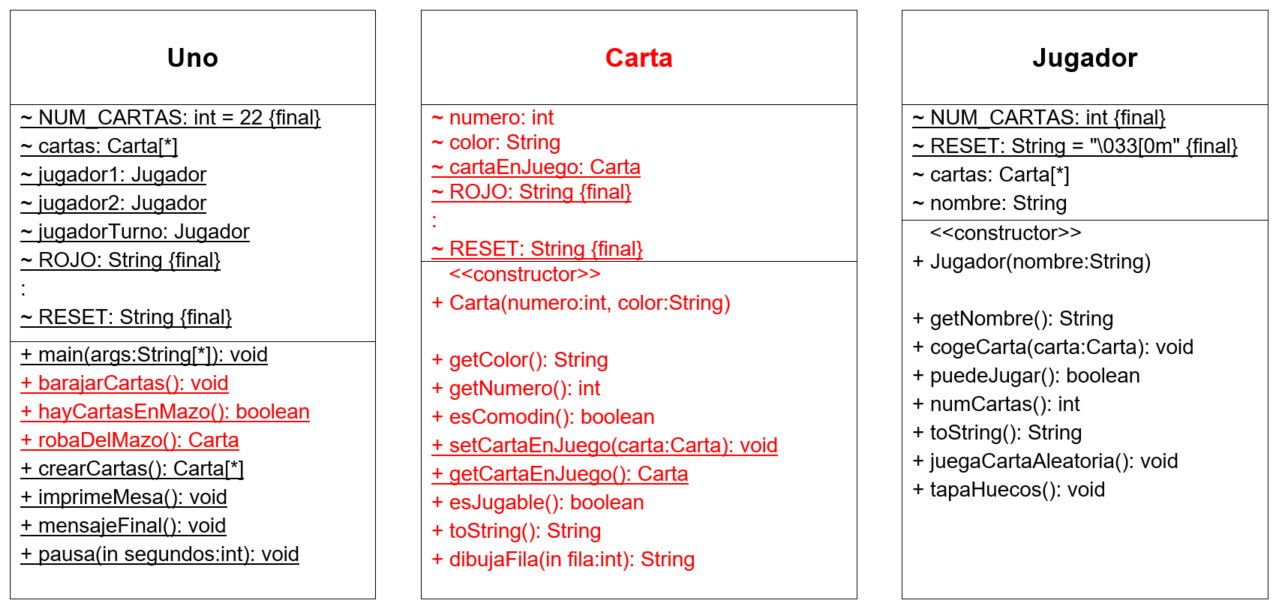 Uno
~ NUM_CARTAS: int = 22 {final}
~ cartas: Carta[*]
~ jugador1: Jugador
~ jugador2: Jugador
~ jugadorTurno: Jugador
~ ROJO: String {final}
:
~ RESET: String {final}
+ main(args:String[*]): void
+ barajarCartas(): void
+ hayCartasEnMazo(): boolean
+ robaDelMazo(): Carta
+ crearCartas(): Carta[*]
+ imprimeMesa(): void
+ mensajeFinal(): void
+ pausa(in segundos:int): void
Carta
~ numero: int
~ color: String
~ cartaEnJuego: Carta
~ ROJO: String {final}
:
~ RESET: String {final}
<<constructor>>
+ Carta(numero:int, color:String)
+ getColor(): String
+ getNumero(): int
+ esComodin(): boolean
+ setCartaEnJuego(carta:Carta): void
+ getCartaEnJuego(): Carta
+ esJugable(): boolean
+ toString(): String
+ dibujaFila(in fila:int): String
Jugador
~ NUM_CARTAS: int {final}
~ RESET: String = "\033[0m" {final}
~ cartas: Carta[*]
~ nombre: String
<<constructor>>
+ Jugador(nombre:String)
+ getNombre(): String
+ cogeCarta(carta:Carta): void
+ puedeJugar(): boolean
+ numCartas(): int
+ toString(): String
+ juegaCartaAleatoria(): void
+ tapaHuecos(): void